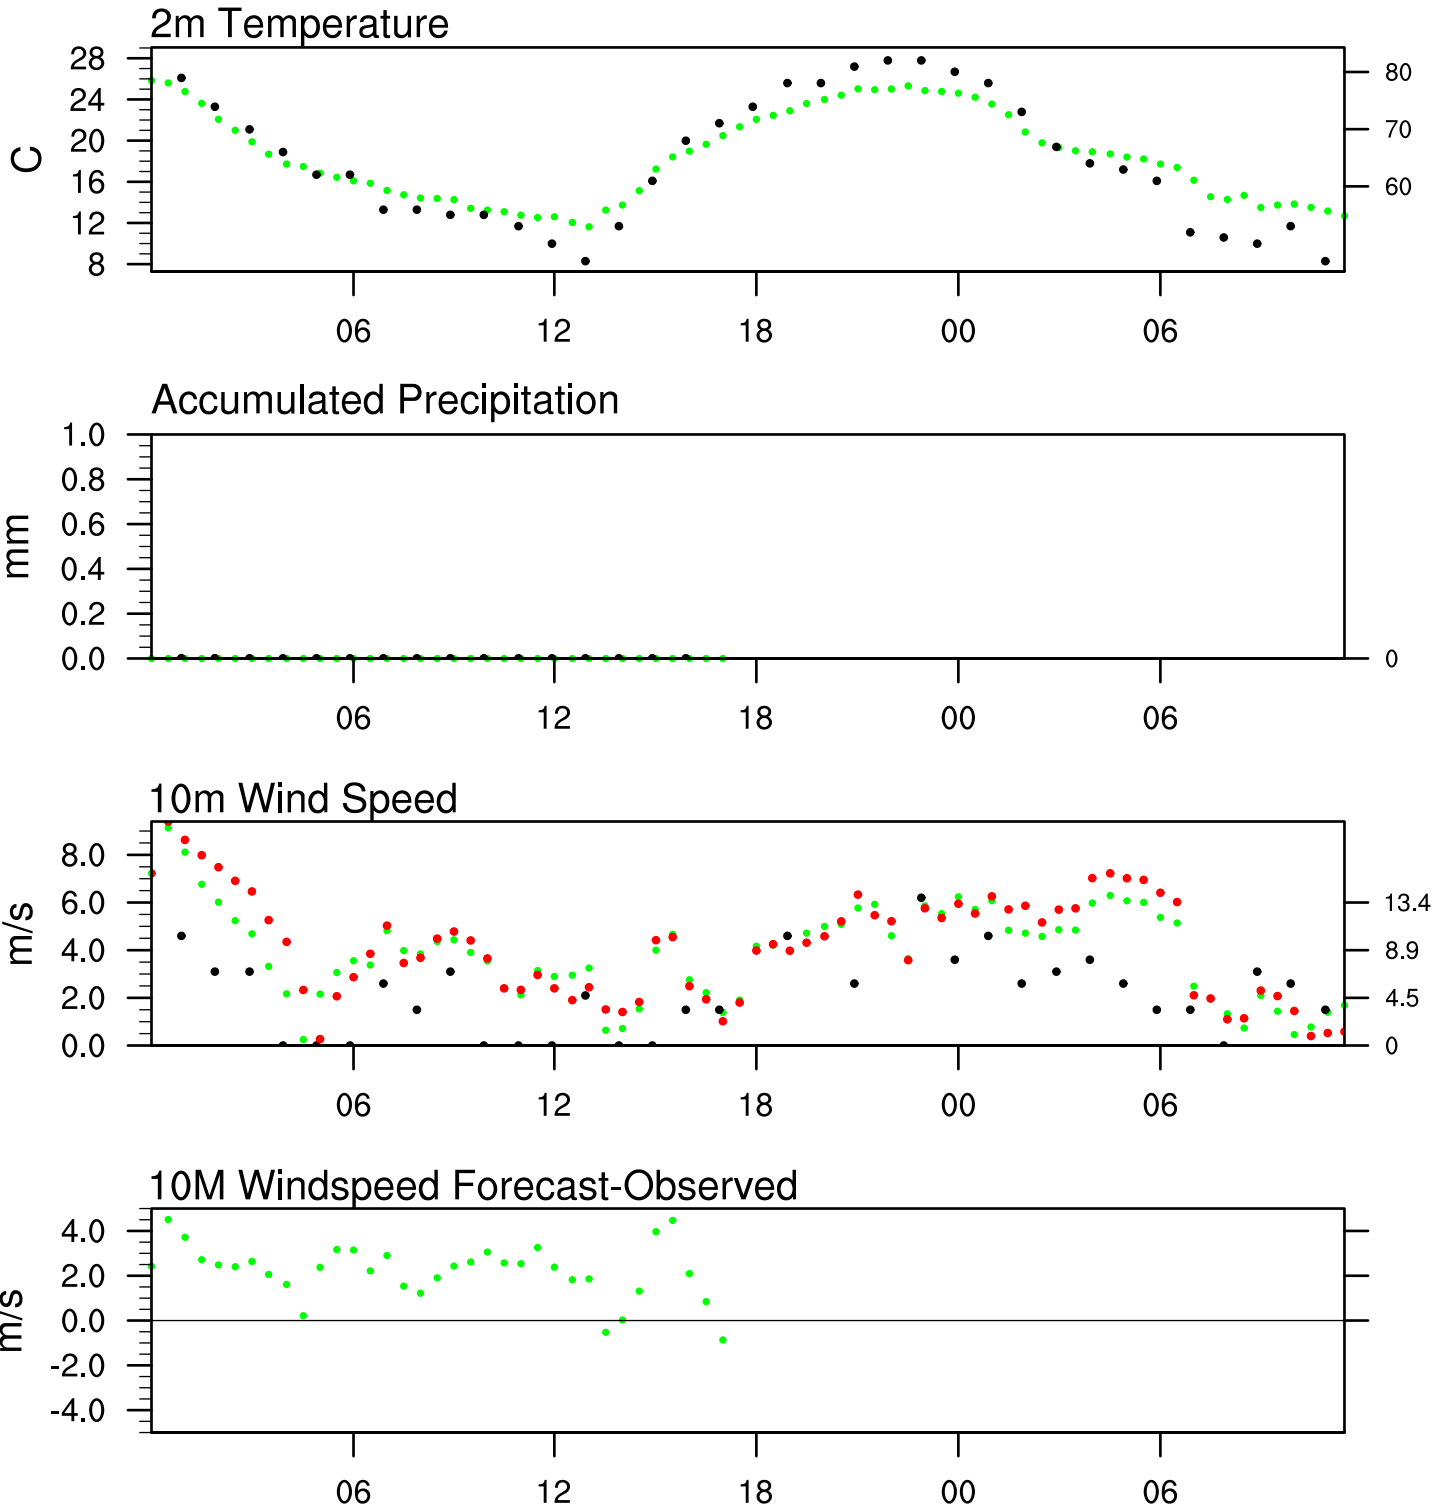 2m Temperature
28
24
20
16
12
8
C
80
70
60
06 12 18 00 06
Accumulated Precipitation
1.0
0.8
0.6
0.4
0.2
0.0
mm
0
06 12 18 00 06
10m Wind Speed
8.0
6.0
4.0
2.0
0.0
m/s
13.4
8.9
4.5
0
06 12 18 00 06
10M Windspeed Forecast-Observed
4.0
2.0
0.0
-2.0
-4.0
m/s
06 12 18 00 06